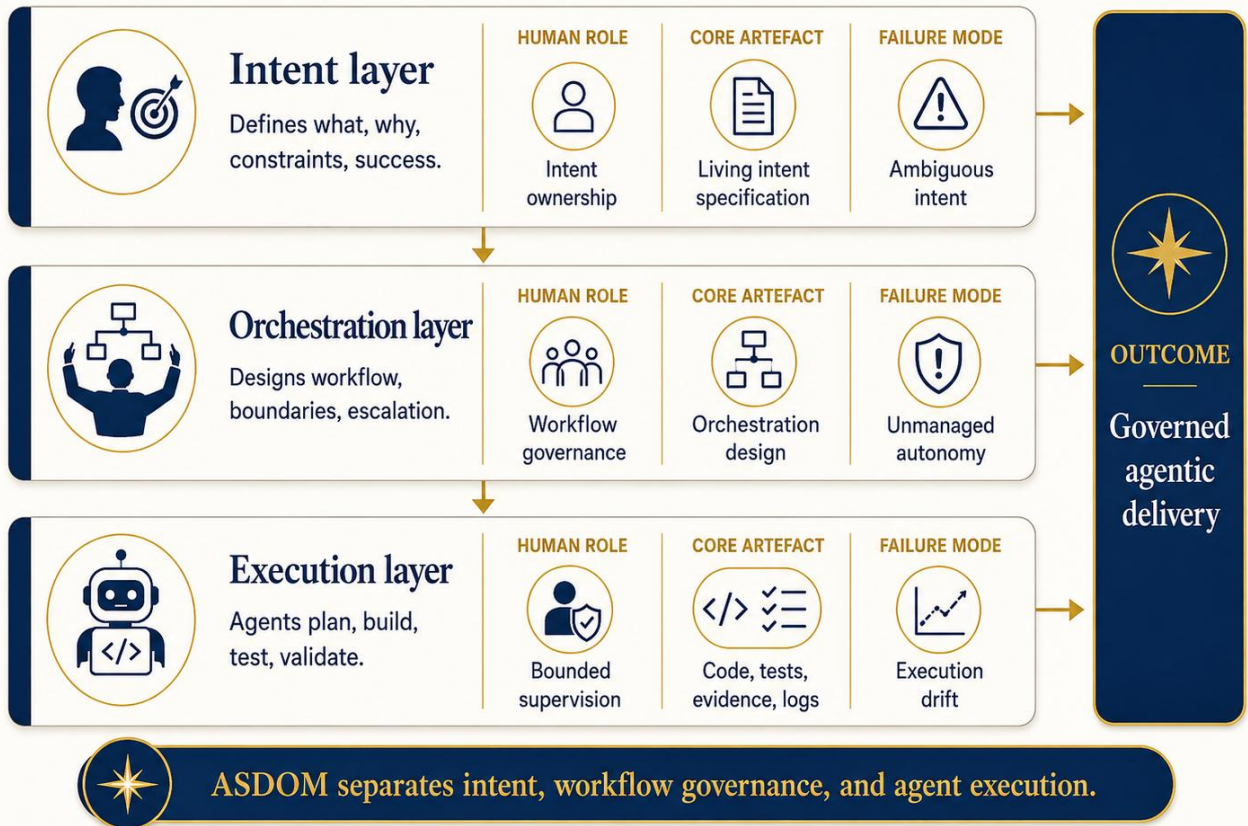 Intent layer
Defines what, why,
constraints, success.
HUMAN ROLE
Intent
ownership
CORE ARTEFACT
Living intent
specification
FAILURE MODE
Ambiguous
intent
Orchestration layer
Designs workflow,
boundaries, escalation.
HUMAN ROLE
Workflow
governance
CORE ARTEFACT
Orchestration
design
FAILURE MODE
Unmanaged
autonomy
Execution layer
Agents plan, build,
test, validate.
HUMAN ROLE
Bounded
supervision
CORE ARTEFACT
</>
Code, tests,
evidence, logs
FAILURE MODE
Execution
drift
</>
OUTCOME
Governed
agentic
delivery
ASDOM separates intent, workflow governance, and agent execution.